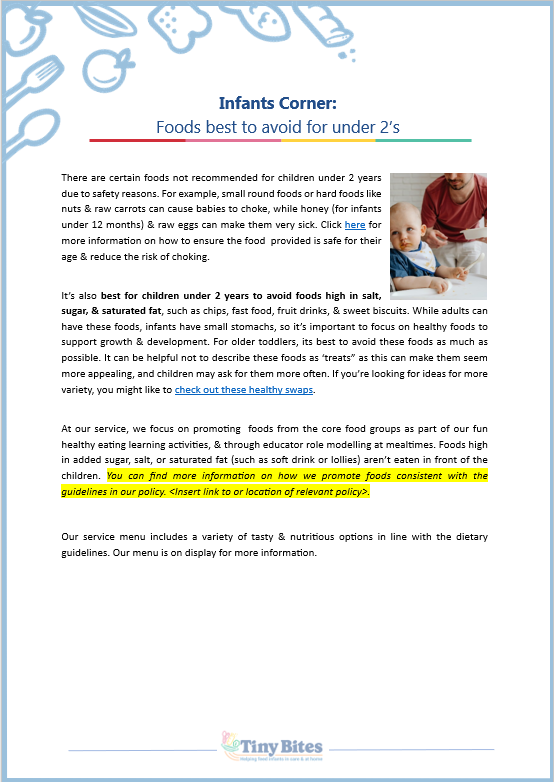 Infants Corner:
Foods best to avoid for under 2's
There are certain foods not recommended for children under 2 years
due to safety reasons. For example, small round foods or hard foods like
nuts & raw carrots can cause babies to choke, while honey (for infants
under 12 months) & raw eggs can make them very sick. Click here for
more information on how to ensure the food provided is safe for their
age & reduce the risk of choking.
It's also best for children under 2 years to avoid foods high in salt,
sugar, & saturated fat, such as chips, fast food, fruit drinks, & sweet biscuits. While adults can
have these foods, infants have small stomachs, so it's important to focus on healthy foods to
support growth & development. For older toddlers, its best to avoid these foods as much as
possible. It can be helpful not to describe these foods as ‘treats” as this can make them seem
more appealing, and children may ask for them more often. If you're looking for ideas for more
variety, you might like to check out these healthy swaps.
At our service, we focus on promoting foods from the core food groups as part of our fun
healthy eating learning activities, & through educator role modelling at mealtimes. Foods high
in added sugar, salt, or saturated fat (such as soft drink or lollies) aren't eaten in front of the
children. You can find more information on how we promote foods consistent with the
guidelines in our policy. <Insert link to or location of relevant policy>.
Our service menu includes a variety of tasty & nutritious options in line with the dietary
guidelines. Our menu is on display for more information.
Tiny Bites
Helping feed infants in care & at home